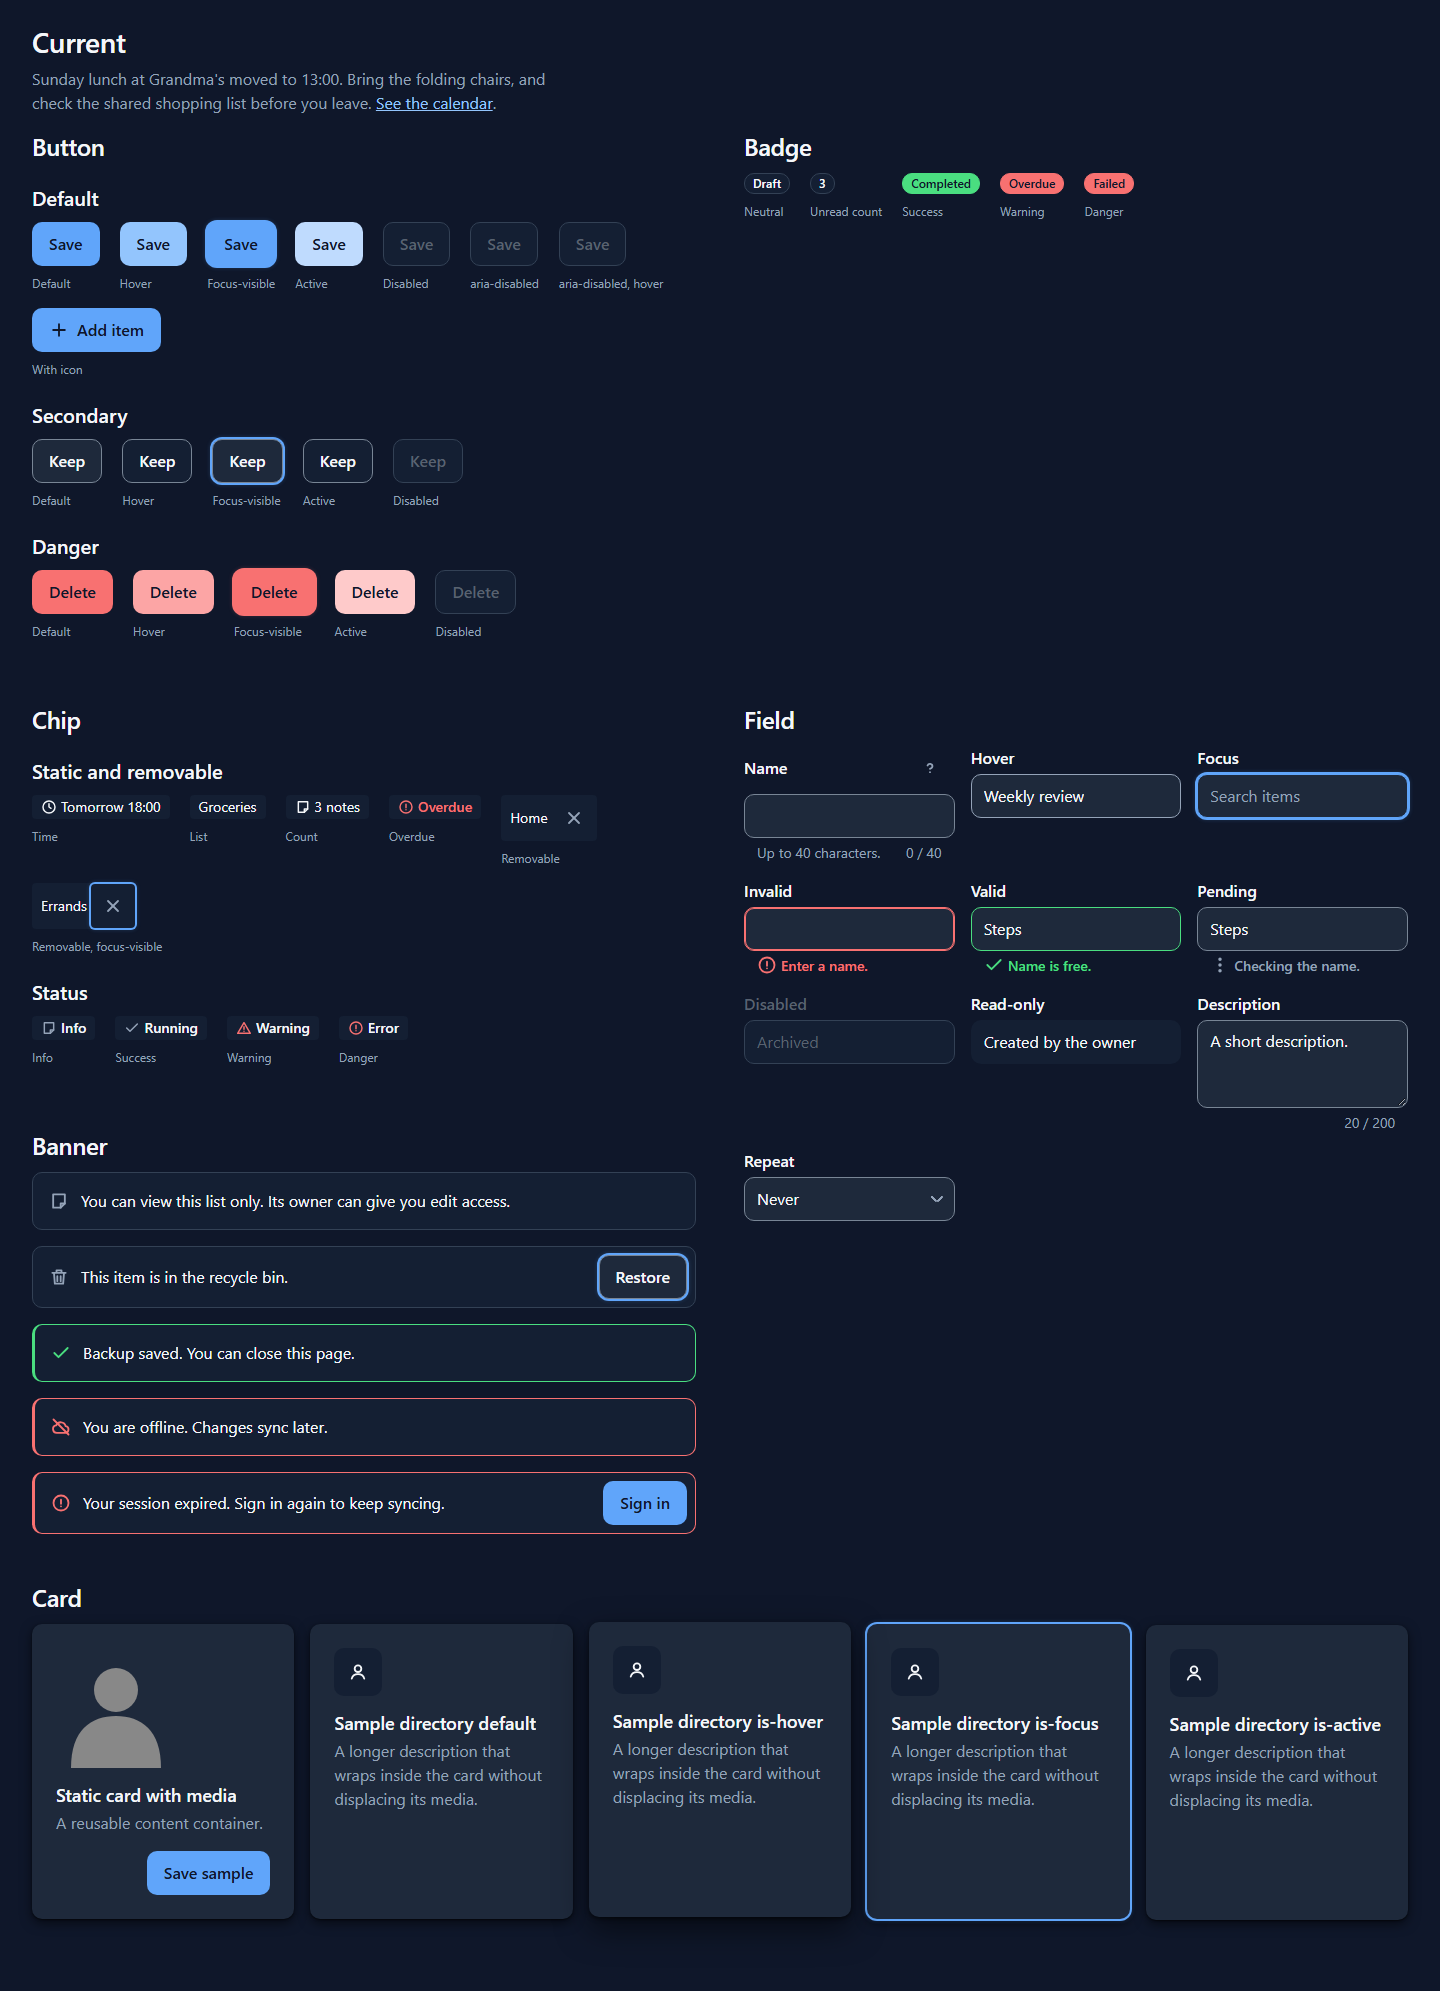 Current
Sunday lunch at Grandma's moved to 13:00. Bring the folding chairs, and
check the shared shopping list before you leave. See the calendar.
Button
Default
Save Save Save Save Save Save Save
Default Hover Focus-visible Active Disabled aria-disabled aria-disabled, hover
Add item
With icon
Secondary
Keep Keep Keep Keep Keep
Default Hover Focus-visible Active Disabled
Danger
Delete Delete Delete Delete Delete
Default Hover Focus-visible Active Disabled
Badge
Draft 3 Completed Overdue Failed
Neutral Unread count Success Warning Danger
Chip
Static and removable
Tomorrow 18:00 Groceries 3 notes Overdue Home
Time List Count Overdue Removable
Errands
Removable, focus-visible
Status
Info Running Warning Error
Info Success Warning Danger
Field
Name ? Hover Focus
Weekly review Search items
Up to 40 characters. 0 / 40
Invalid Valid Pending
Steps Steps
Enter a name. Name is free. Checking the name.
Disabled Read-only Description
Archived Created by the owner A short description.
20 / 200
Repeat
Never
Banner
You can view this list only. Its owner can give you edit access.
This item is in the recycle bin. Restore
Backup saved. You can close this page.
You are offline. Changes sync later.
Your session expired. Sign in again to keep syncing. Sign in
Card
Static card with media
A reusable content container.
Save sample
Sample directory default
A longer description that
wraps inside the card without
displacing its media.
Sample directory is-hover
A longer description that
wraps inside the card without
displacing its media.
Sample directory is-focus
A longer description that
wraps inside the card without
displacing its media.
Sample directory is-active
A longer description that
wraps inside the card without
displacing its media.